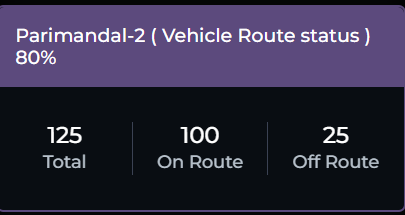 Parimandal-2 ( Vehicle Route status )
80%
125 100 25
Total On Route Off Route